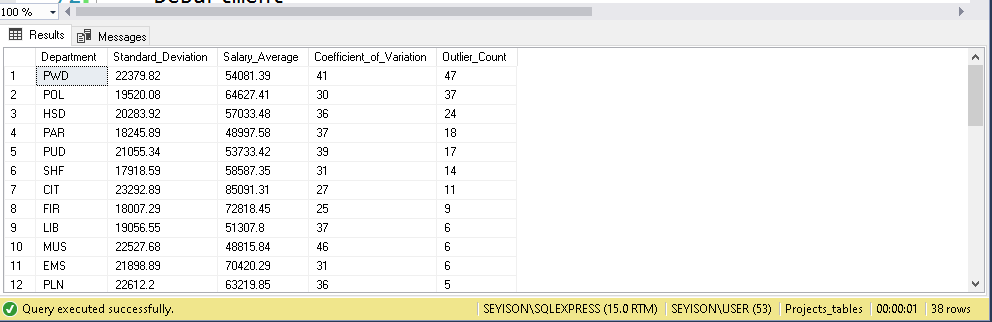 100 %
Results Messages
Department Standard_Deviation Salary_Average Coefficient_of_Variation Outlier_Count
1 PWD 22379.82 54081.39 41 47
2 POL 19520.08 64627.41 30 37
3 HSD 20283.92 57033.48 36 24
4 PAR 18245.89 48997.58 37 18
5 PUD 21055.34 53733.42 39 17
6 SHF 17918.59 58587.35 31 14
7 CIT 23292.89 85091.31 27 11
8 FIR 18007.29 72818.45 25 9
9 LIB 19056.55 51307.8 37 6
10 MUS 22527.68 48815.84 46 6
11 EMS 21898.89 70420.29 31 6
12 PLN 22612.2 63219.85 36 5
Query executed successfully. SEYISON\SQLEXPRESS (15.0 RTM) SEYISON\USER (53) Projects_tables 00:00:01 38 rows